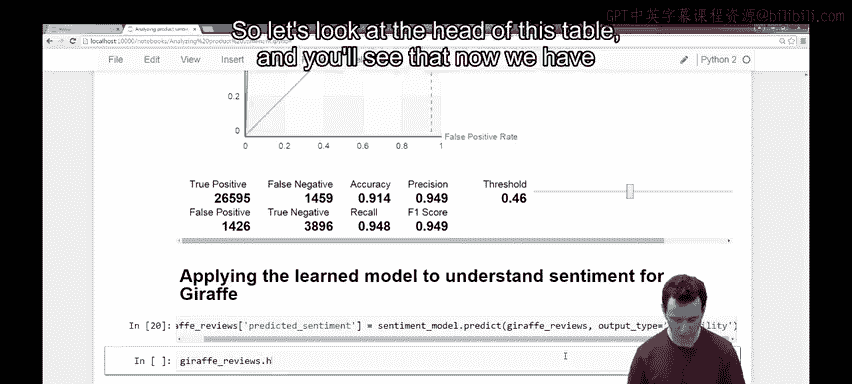 GPT中英字幕课程资源@bilibili.com
So let's look at the head of this table,
and you'll see that now we have
localhost:10000/notebooks/Analyzing%20product%20
File Edit View Insert
Python 2
0.2
0
0 0.2 0.4 0.6 0.8 1
False Positive Rate
True Positive False Negative Accuracy Precision Threshold
26595 1459 0.914 0.949 0.46
False Positive True Negative Recall F1 Score
1426 3896 0.948 0.949
Applying the learned model to understand sentiment for
Giraffe
In [20]: affe_reviews['predicted_sentiment'] = sentiment_model.predict(giraffe_reviews, output_type=
In [ ]: giraffe_reviews.h